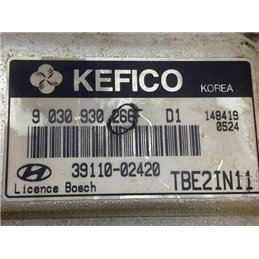 KEFICO KOREA
9 030 930 266F D1 148419
0524
39110-02420
Licence Bosch TBE2IN11